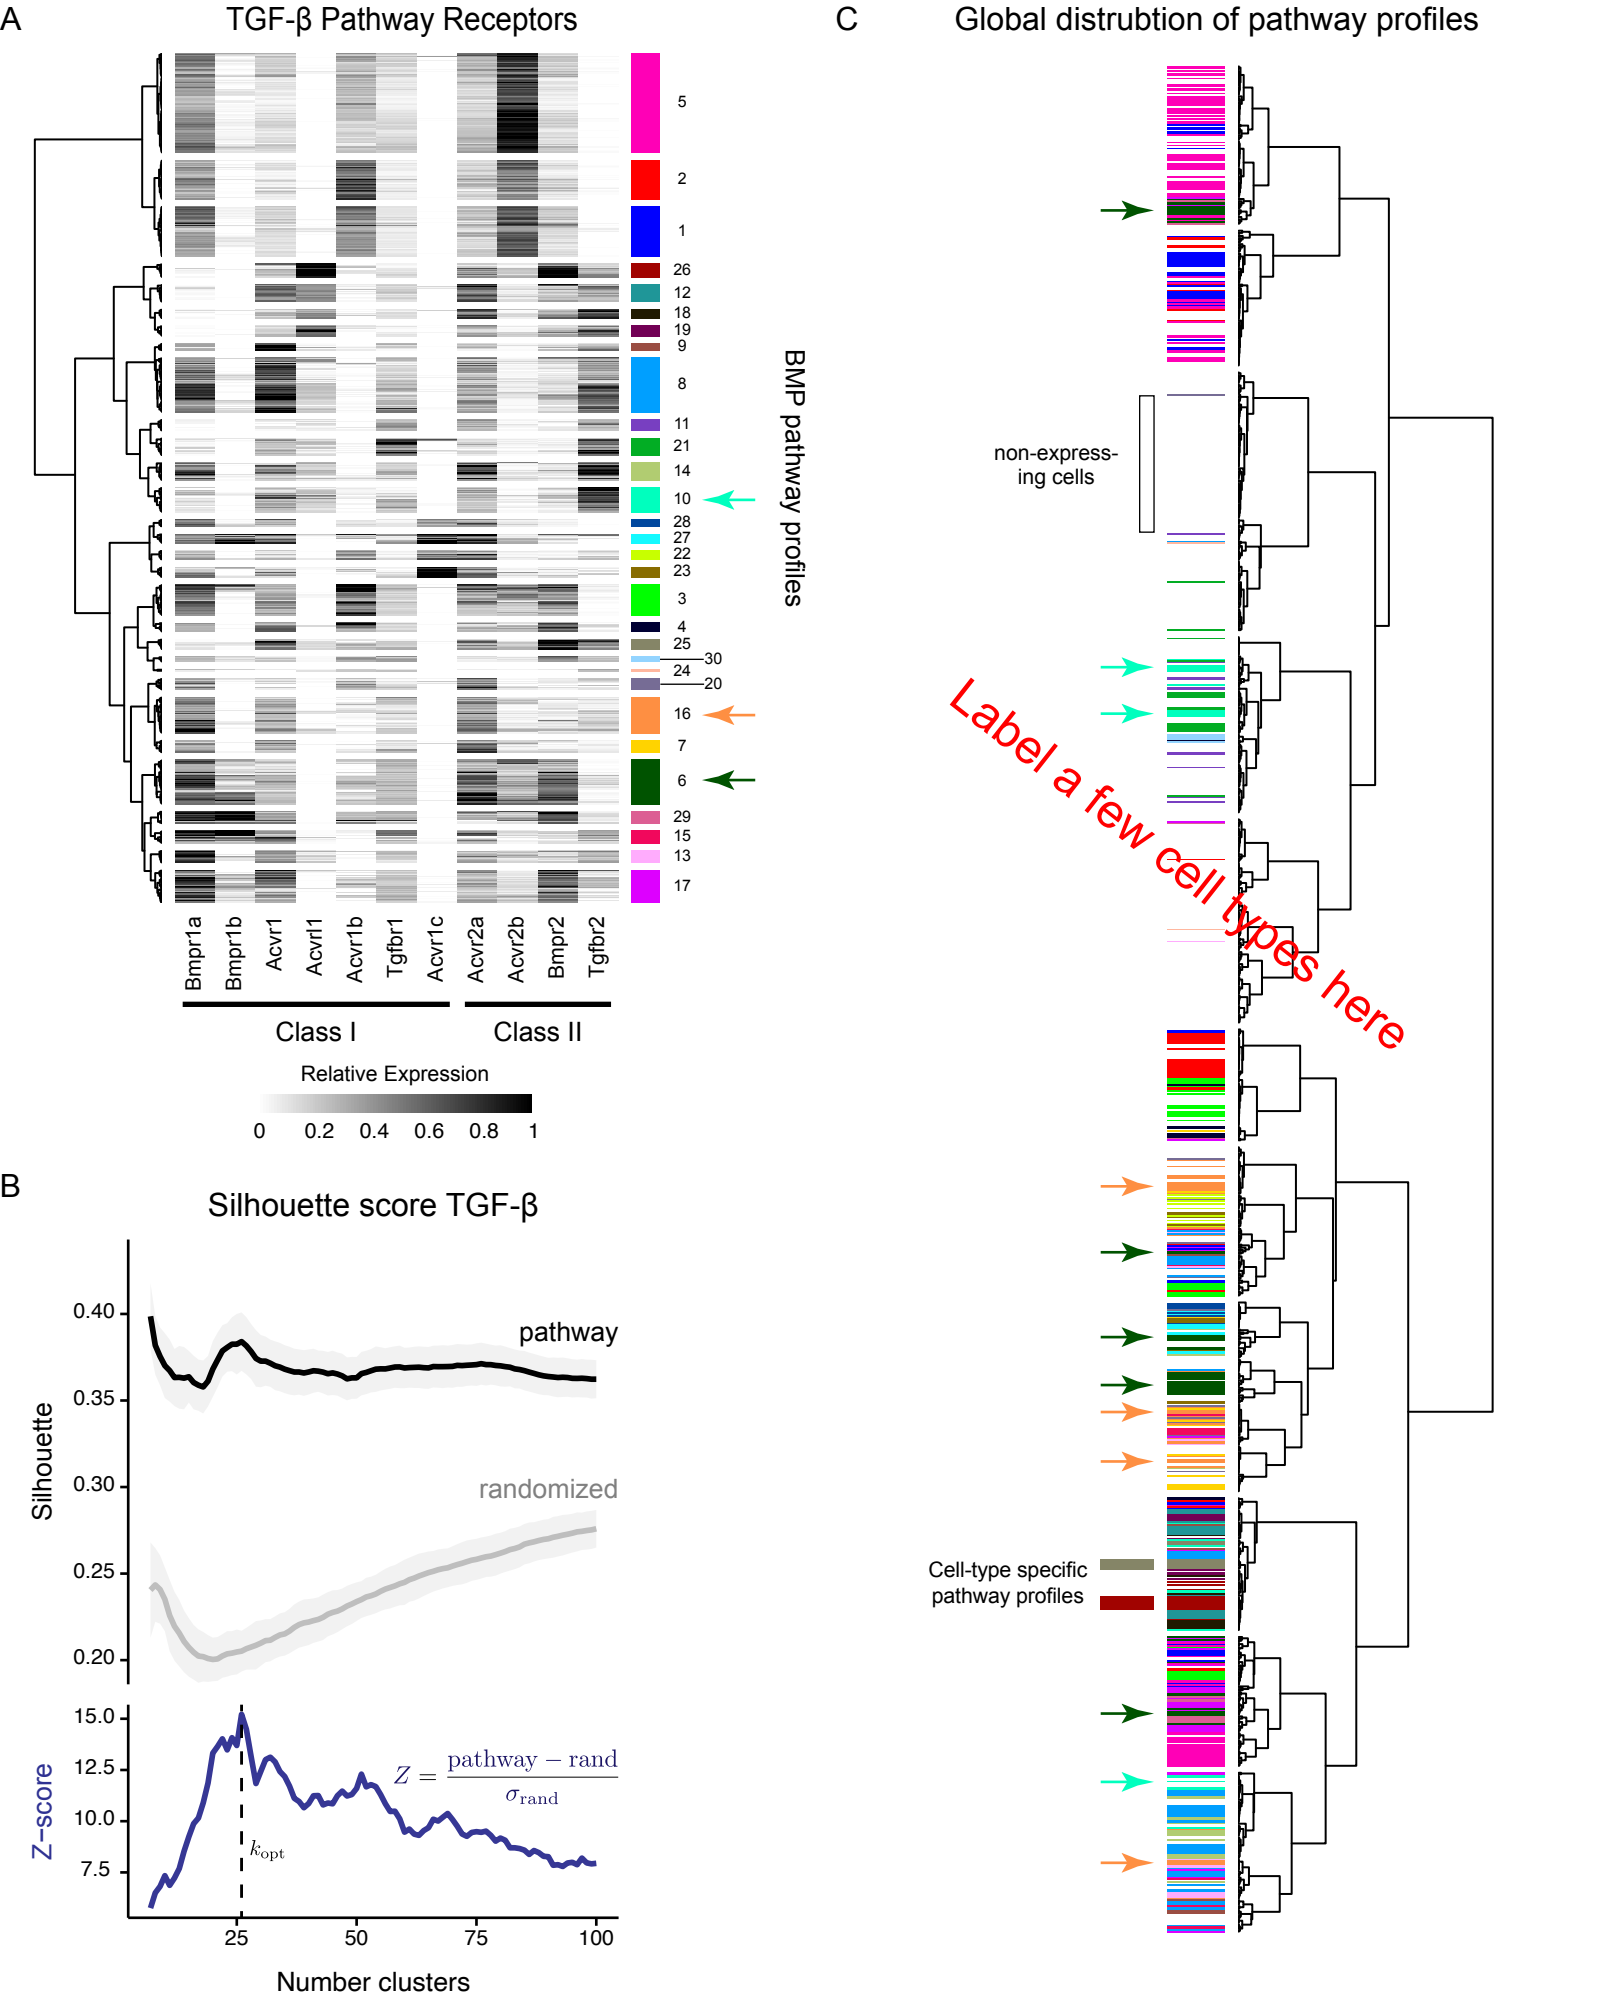 A
TGF-β Pathway Receptors
5
2
1
26
12
18
19
9
8
11
21
14
10
28
27
22
23
3
4
25
30
24
20
16
7
6
29
15
13
17
BMP pathway profiles
Bmpr1a
Bmpr1b
Acvr1
Acvrl1
Acvr1b
Tgfbr1
Acvr1c
Acvr2a
Acvr2b
Bmpr2
Tgfbr2
Class I
Class II
Relative Expression
0 0.2 0.4 0.6 0.8 1
B
Silhouette score TGF-β
Silhouette
0.40
0.35
0.30
0.25
0.20
pathway
randomized
Z−score
15.0
12.5
10.0
7.5
Z = pathway − rand
σrand
kopt
25 50 75 100
Number clusters
C
Global distrubtion of pathway profiles
non-express-
ing cells
Label a few cell types here
Cell-type specific
pathway profiles